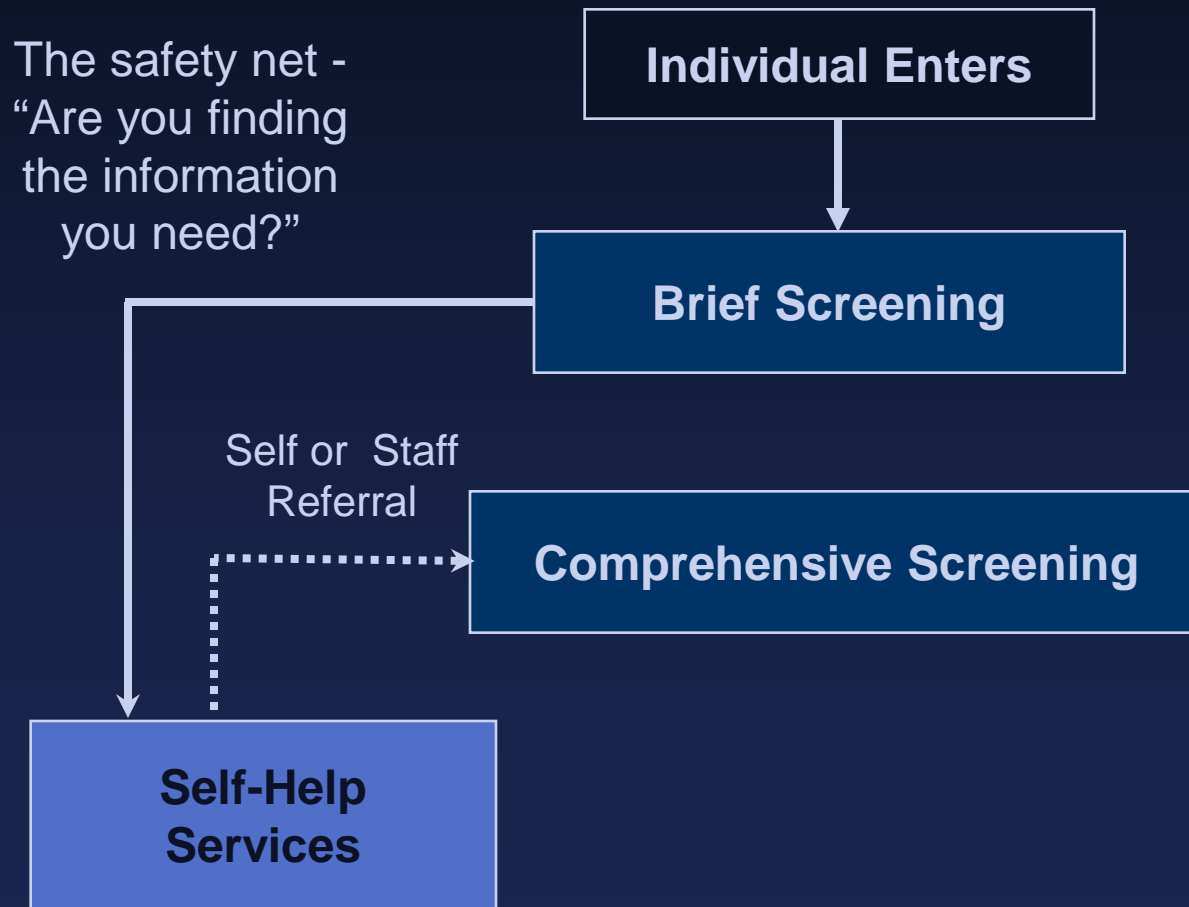 The safety net -
“Are you finding
the information
you need?”
Individual Enters
Brief Screening
Self or  Staff
Referral
Comprehensive Screening
Self-Help
Services